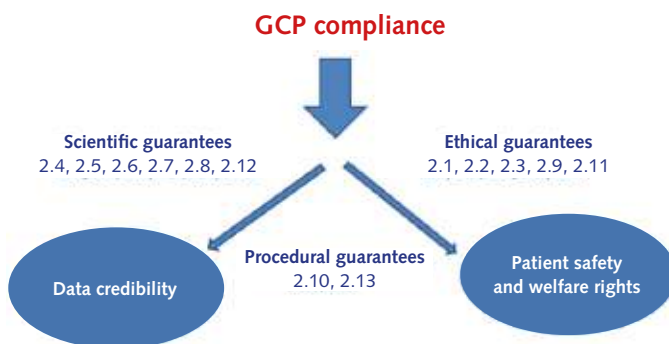 GCP compliance
Scientific guarantees
2.4, 2.5, 2.6, 2.7, 2.8, 2.12
Ethical guarantees
2.1, 2.2, 2.3, 2.9, 2.11
Procedural guarantees
2.10, 2.13
Data credibility
Patient safety
and welfare rights